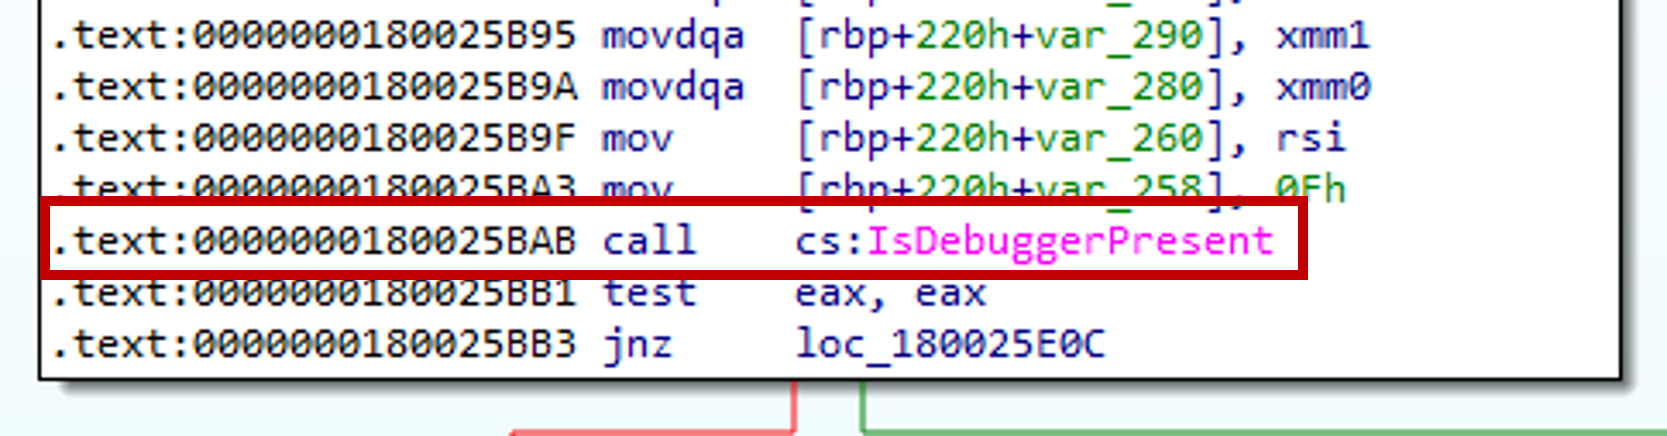 .text:0000000180025B95 movdqa [rbp+220h+var_290], xmm1
.text:0000000180025B9A movdqa [rbp+220h+var_280], xmm0
.text:0000000180025B9F mov [rbp+220h+var_260], rsi
.text:0000000180025BA3 mov [rbp+220h+var_258], 0Fh
.text:0000000180025BAB call cs:IsDebuggerPresent
.text:0000000180025BB1 test eax, eax
.text:0000000180025BB3 jnz loc_180025E0C